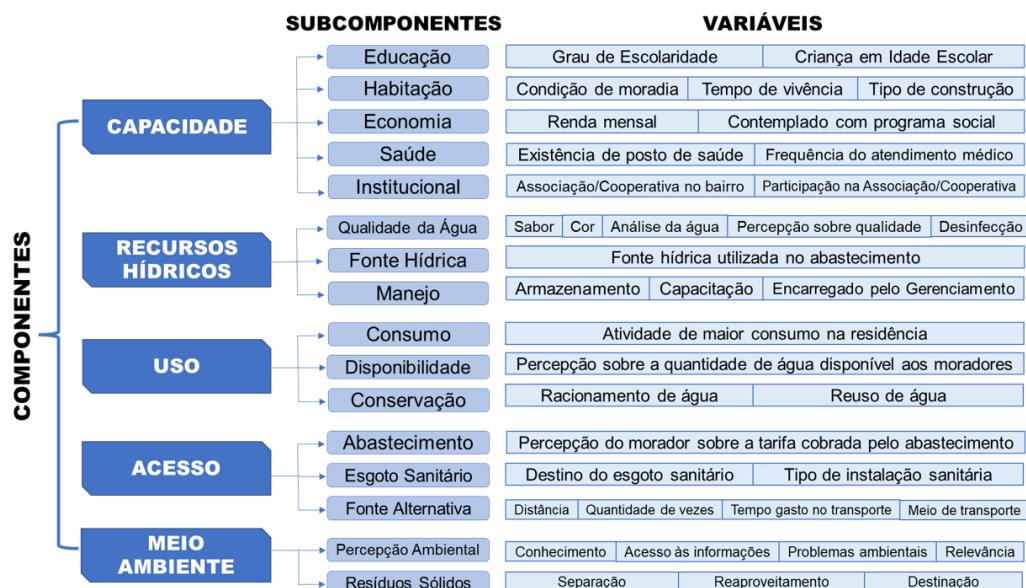 SUBCOMPONENTES VARIÁVEIS
COMPONENTES
CAPACIDADE
Educação Grau de Escolaridade Criança em Idade Escolar
Habitação Condição de moradia Tempo de vivência Tipo de construção
Economia Renda mensal Contemplado com programa social
Saúde Existência de posto de saúde Frequência do atendimento médico
Institucional Associação/Cooperativa no bairro Participação na Associação/Cooperativa
RECURSOS
HÍDRICOS
Qualidade da Água Sabor Cor Análise da água Percepção sobre qualidade Desinfecção
Fonte Hídrica Fonte hídrica utilizada no abastecimento
Manejo Armazenamento Capacitação Encarregado pelo Gerenciamento
USO
Consumo Atividade de maior consumo na residência
Disponibilidade Percepção sobre a quantidade de água disponível aos moradores
Conservação Racionamento de água Reuso de água
ACESSO
Abastecimento Percepção do morador sobre a tarifa cobrada pelo abastecimento
Esgoto Sanitário Destino do esgoto sanitário Tipo de instalação sanitária
Fonte Alternativa Distância Quantidade de vezes Tempo gasto no transporte Meio de transporte
MEIO
AMBIENTE
Percepção Ambiental Conhecimento Acesso às informações Problemas ambientais Relevância
Resíduos Sólidos Separação Reaproveitamento Destinação